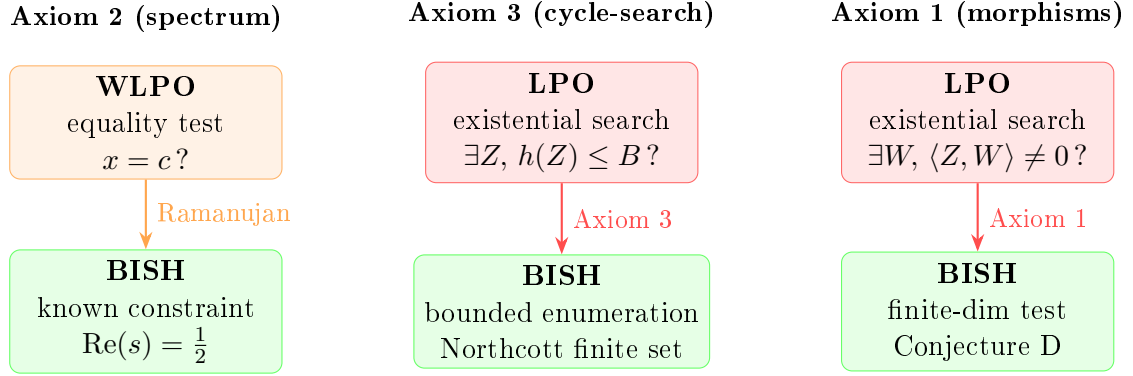 Axiom 2 (spectrum)
WLPO
equality test
x = c ?
Ramanujan
BISH
known constraint
Re(s) = 1/2
Axiom 3 (cycle-search)
LPO
existential search
∃Z, h(Z) ≤ B ?
Axiom 3
BISH
bounded enumeration
Northcott finite set
Axiom 1 (morphisms)
LPO
existential search
∃W, ⟨Z, W⟩ ≠ 0 ?
Axiom 1
BISH
finite-dim test
Conjecture D